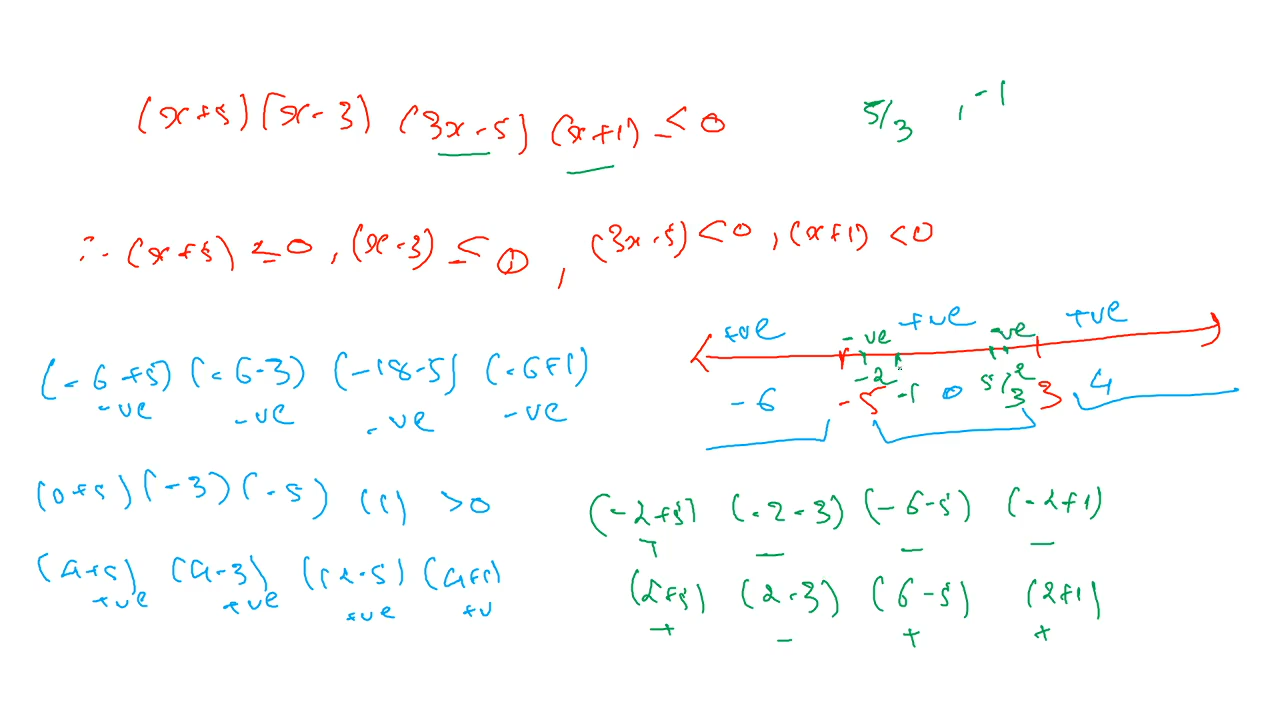 (x+5) (x-3) (3x-5) (x+1) ≤ 0
5/3 , -1
∴ (x+5) ≤ 0, (x-3) ≤ 0, (3x-5) < 0, (x+1) < 0
+ve -ve +ve -ve +ve
-2 2
-6 -5 -1 0 5/3 3 4
(-6+5) (-6-3) (-18-5) (-6+1)
-ve -ve -ve -ve
(0+5) (-3) (-5) (1) > 0
(-2+5) (-2-3) (-6-5) (-2+1)
+ - - -
(4+5) (4-3) (12-5) (4+1)
+ve +ve +ve +v
(2+5) (2-3) (6-5) (2+1)
+ - + +